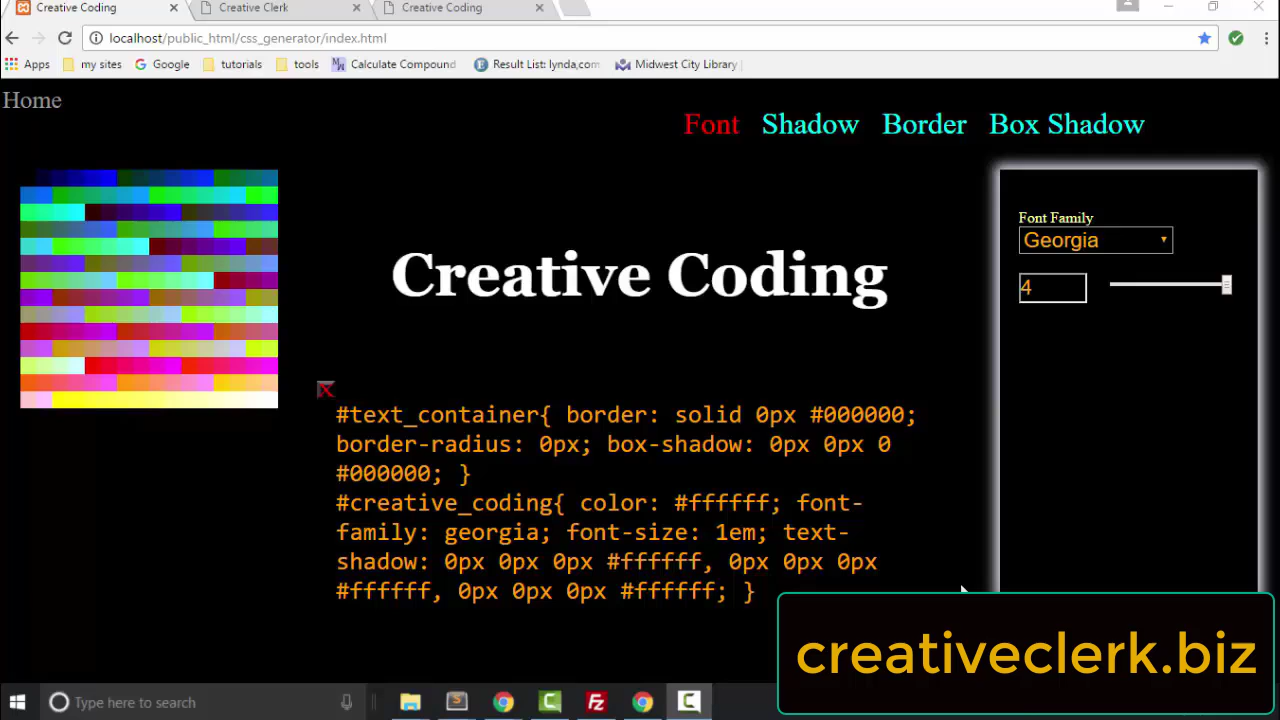 Creative Coding
Creative Clerk
Creative Coding
localhost/public_html/css_generator/index.html
Apps
my sites
Google
tutorials
tools
Calculate Compound
Result List: lynda,com
Midwest City Library
Home
Font
Shadow
Border
Box Shadow
Font Family
Georgia
4
Creative Coding
X
#text_container{ border: solid 0px #000000;
border-radius: 0px; box-shadow: 0px 0px 0
#000000; }
#creative_coding{ color: #ffffff; font-
family: georgia; font-size: 1em; text-
shadow: 0px 0px 0px #ffffff, 0px 0px 0px
#ffffff, 0px 0px 0px #ffffff; }
creativeclerk.biz
Type here to search